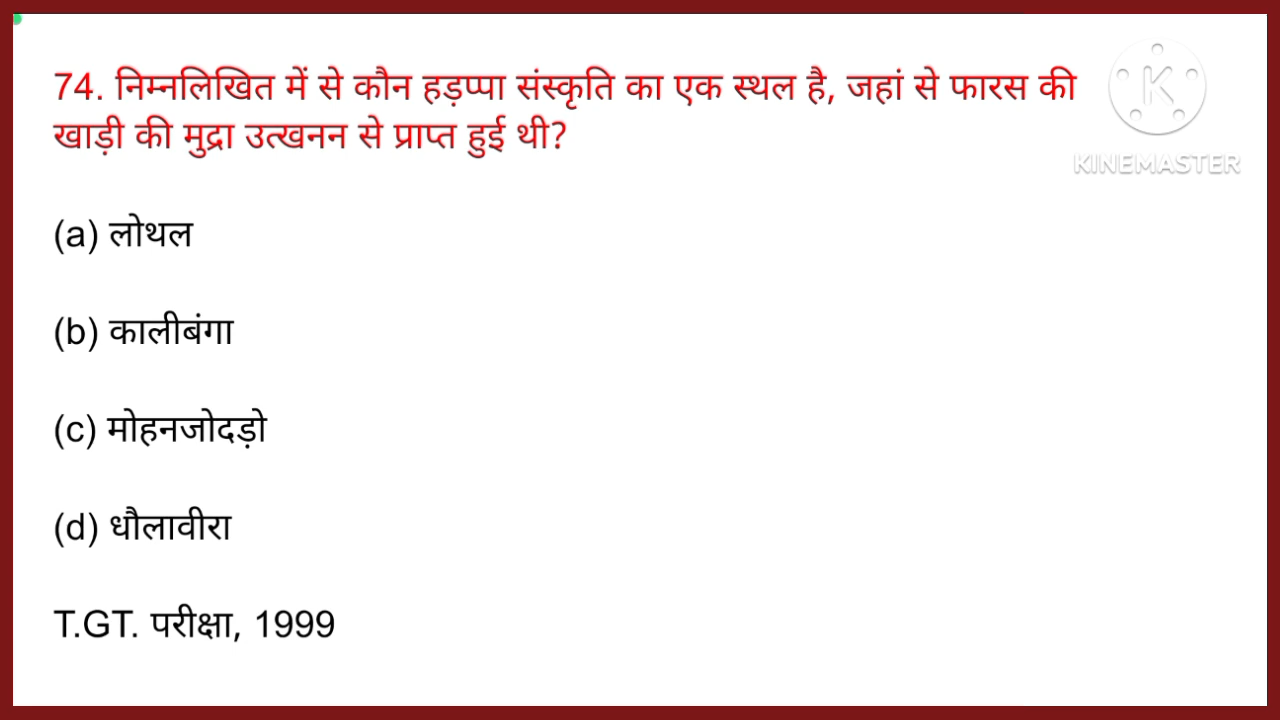 74. निम्नलिखित में से कौन हड़प्पा संस्कृति का एक स्थल है, जहां से फारस की
खाड़ी की मुद्रा उत्खनन से प्राप्त हुई थी?
K
KINEMASTER
(a) लोथल
(b) कालीबंगा
(c) मोहनजोदड़ो
(d) धौलावीरा
T.GT. परीक्षा, 1999